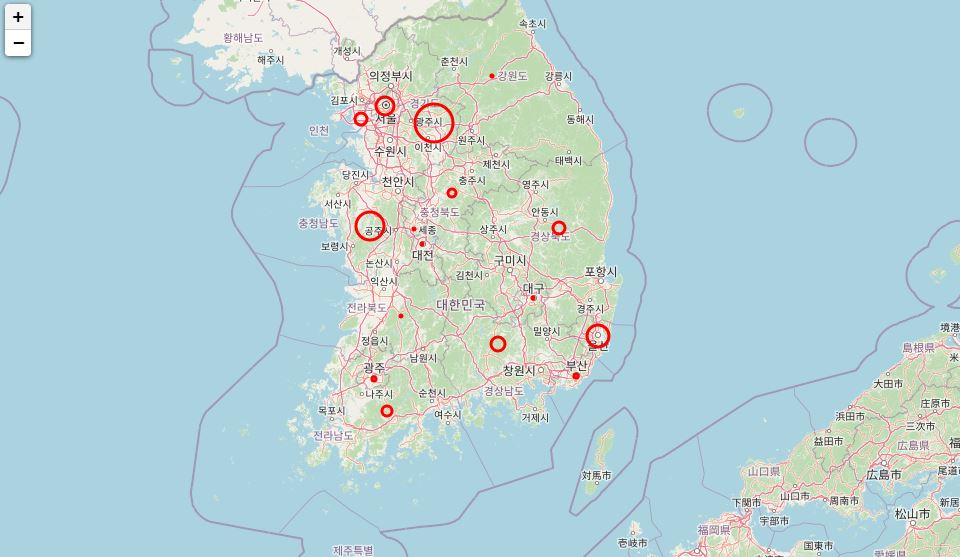 +
−
속초시
황해남도
개성시
해주시
춘천시
의정부시
강원도
강릉시
김포시
경기도
서울
광주시
동해시
인천
원주시
수원시
이천시
태백시
제천시
당진시
천안시
충주시
영주시
서산시
충청북도
안동시
충청남도
공주시
세종
상주시
경상북도
보령시
대전
논산시
구미시
김천시
포항시
익산시
대구
전라북도
대한민국
경주시
밀양시
정읍시
울산
남원시
광주
창원시
부산
나주시
순천시
경상남도
목포시
여수시
거제시
전라남도
境港
島根県
米
大田市
庄原市
浜田市
三次市
益田市
広島県
福
対馬市
山口県
広島市
尾道
山口市
周南市
下関市
新居
宇部市
松山市
福岡県
壱岐市
国東市
愛媛県
제주특별